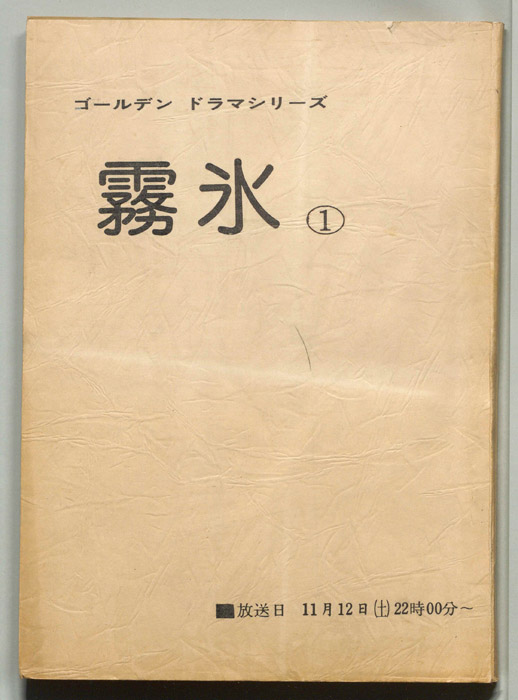 ゴールデン ドラマシリーズ
霧氷 ①
■放送日 11月12日㈯22時00分～